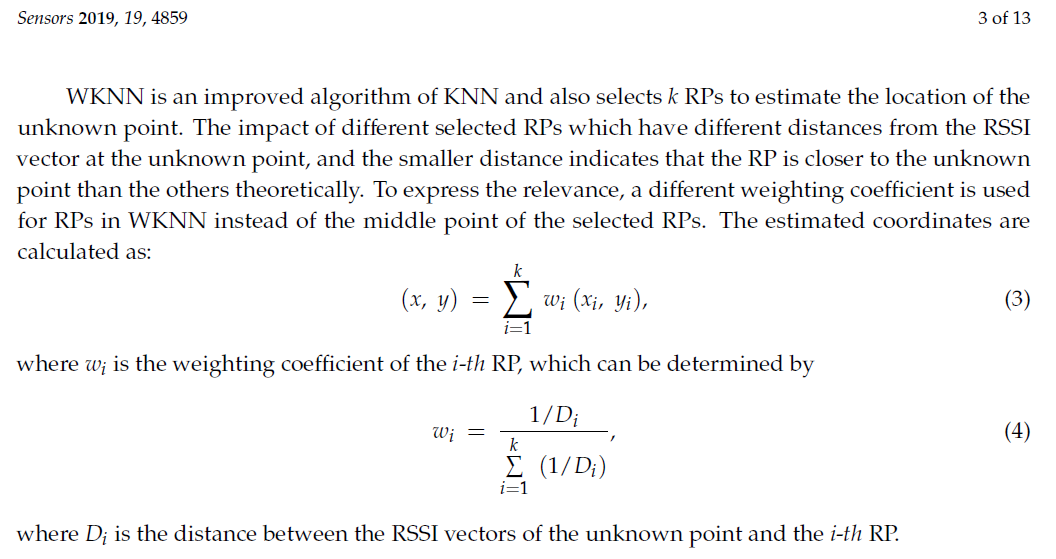 Sensors 2019, 19, 4859 3 of 13
WKNN is an improved algorithm of KNN and also selects k RPs to estimate the location of the
unknown point. The impact of different selected RPs which have different distances from the RSSI
vector at the unknown point, and the smaller distance indicates that the RP is closer to the unknown
point than the others theoretically. To express the relevance, a different weighting coefficient is used
for RPs in WKNN instead of the middle point of the selected RPs. The estimated coordinates are
calculated as:
(x, y) = \sum_{i=1}^{k} w_i (x_i, y_i), (3)
where w_i is the weighting coefficient of the i-th RP, which can be determined by
w_i = \frac{1/D_i}{\sum_{i=1}^{k} (1/D_i)}, (4)
where D_i is the distance between the RSSI vectors of the unknown point and the i-th RP.